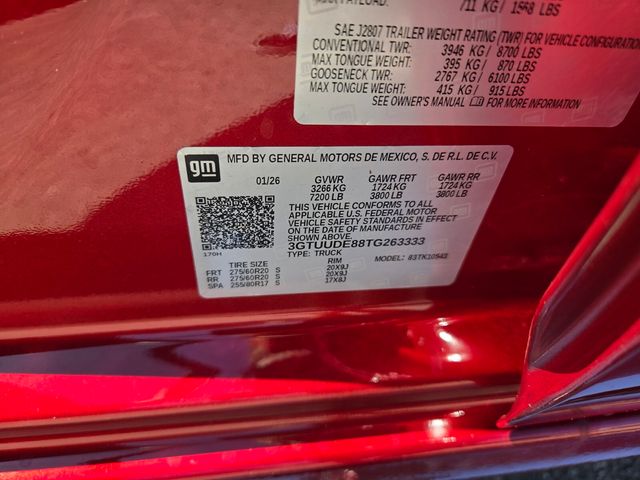 711 KG / 1568 LBS
SAE J2807 TRAILER WEIGHT RATING (TWR) FOR VEHICLE CONFIGURATION
CONVENTIONAL TWR: 3946 KG / 8700 LBS
MAX TONGUE WEIGHT: 395 KG / 870 LBS
GOOSENECK TWR: 2767 KG / 6100 LBS
MAX TONGUE WEIGHT: 415 KG / 915 LBS
SEE OWNER'S MANUAL FOR MORE INFORMATION
gm
MFD BY GENERAL MOTORS DE MEXICO, S. DE R.L. DE C.V.
01/26 GVWR GAWR FRT GAWR RR
3266 KG 1724 KG 1724 KG
7200 LB 3800 LB 3800 LB
THIS VEHICLE CONFORMS TO ALL
APPLICABLE U.S. FEDERAL MOTOR
VEHICLE SAFETY STANDARDS IN EFFECT
ON THE DATE OF MANUFACTURE
SHOWN ABOVE.
3GTUUDE88TG263333
170H TYPE: TRUCK MODEL: 83TK10543
TIRE SIZE RIM
FRT 275/60R20 S 20X9J
RR 275/60R20 S 20X9J
SPA 255/80R17 S 17X8J